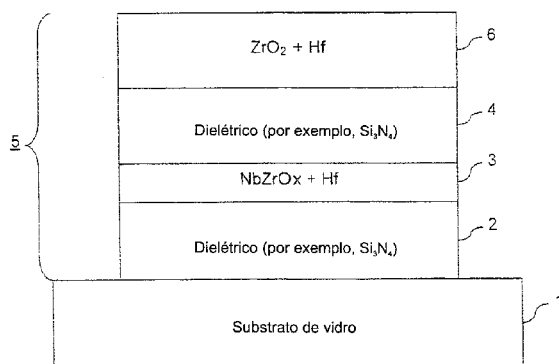 ZrO₂ + Hf
6
5
Dielétrico (por exemplo, Si₃N₄)
4
3
NbZrOx + Hf
Dielétrico (por exemplo, Si₃N₄)
2
1
Substrato de vidro